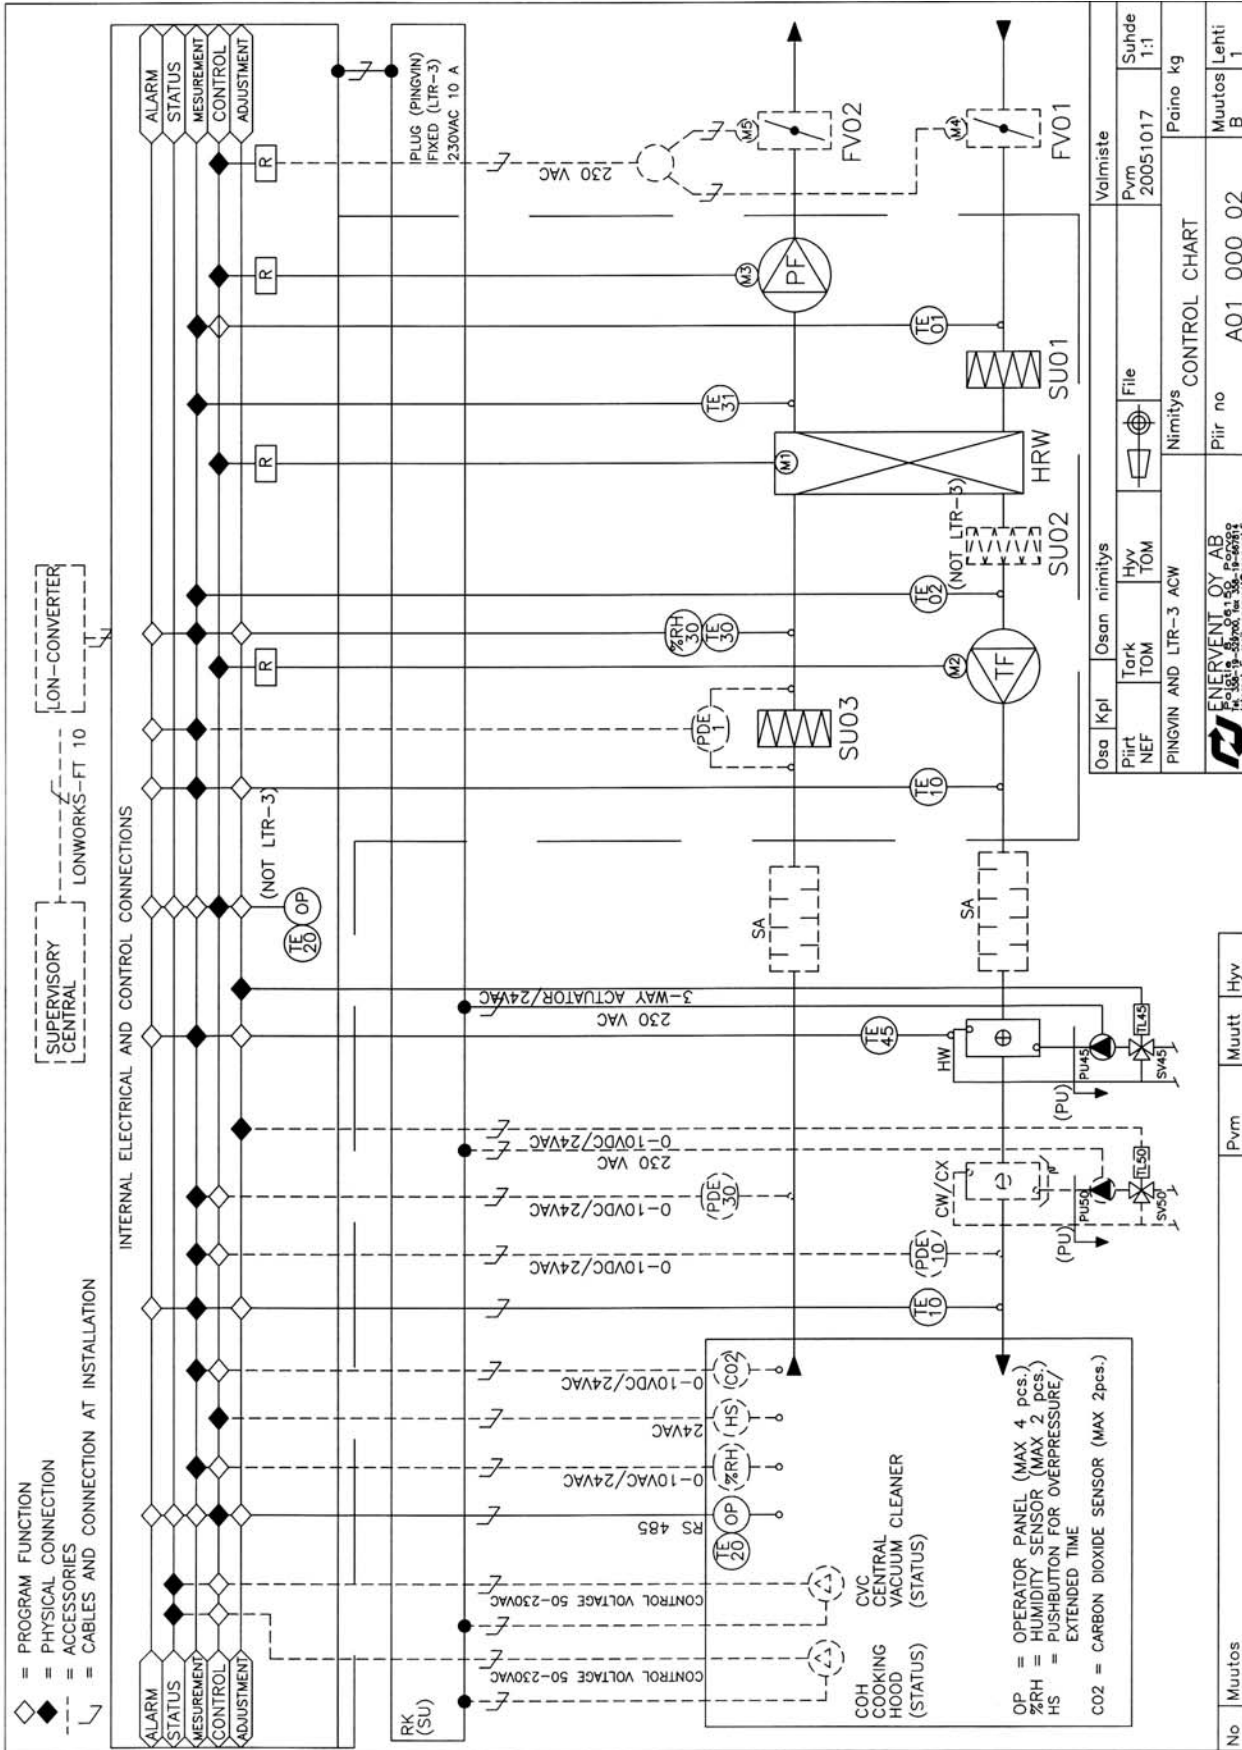 = PROGRAM FUNCTION
= PHYSICAL CONNECTION
= ACCESSORIES
= CABLES AND CONNECTION AT INSTALLATION
SUPERVISORY
CENTRAL
LONWORKS-FT 10
LON-CONVERTER
INTERNAL ELECTRICAL AND CONTROL CONNECTIONS
ALARM
STATUS
MESUREMENT
CONTROL
ADJUSTMENT
ALARM
STATUS
MESUREMENT
CONTROL
ADJUSTMENT
(NOT LTR-3)
TE
20
OP
R
R
R
R
RK
(SU)
PLUG (PINGVIN)
FIXED (LTR-3)
230VAC 10 A
CONTROL VOLTAGE 50-230VAC
CONTROL VOLTAGE 50-230VAC
RS 485
0-10VAC/24VAC
24VAC
0-10VDC/24VAC
0-10VDC/24VAC
0-10VDC/24VAC
230 VAC
0-10VDC/24VAC
230 VAC
3-WAY ACTUATOR/24VAC
230 VAC
TE
20
OP
%RH
HS
CO2
COH
COOKING
HOOD
(STATUS)
CVC
CENTRAL
VACUUM CLEANER
(STATUS)
OP = OPERATOR PANEL (MAX 4 pcs.)
%RH = HUMIDITY SENSOR (MAX 2 pcs.)
HS = PUSHBUTTON FOR OVERPRESSURE/
EXTENDED TIME
CO2 = CARBON DIOXIDE SENSOR (MAX 2pcs.)
TE
10
PDE
10
PDE
30
CW/CX
(PU)
PU50
TL50
SV50
TE
45
HW
(PU)
PU45
TL45
SV45
SA
SA
TE
10
PDE
1
SU03
M2
TF
%RH
30
TE
30
TE
02
(NOT LTR-3)
SU02
M1
HRW
TE
31
SU01
TE
01
M3
PF
M5
FV02
M4
FV01
Osa
Kpl
Osan nimitys
Valmiste
Piirt
NEF
Tark
TOM
Hyv
TOM
File
Pvm
20051017
Suhde
1:1
PINGVIN AND LTR-3 ACW
Nimitys
CONTROL CHART
Paino kg
ENERVENT OY AB
Piir no
A01 000 02
Muutos
B
Lehti
1
No
Muutos
Pvm
Muutt
Hyv